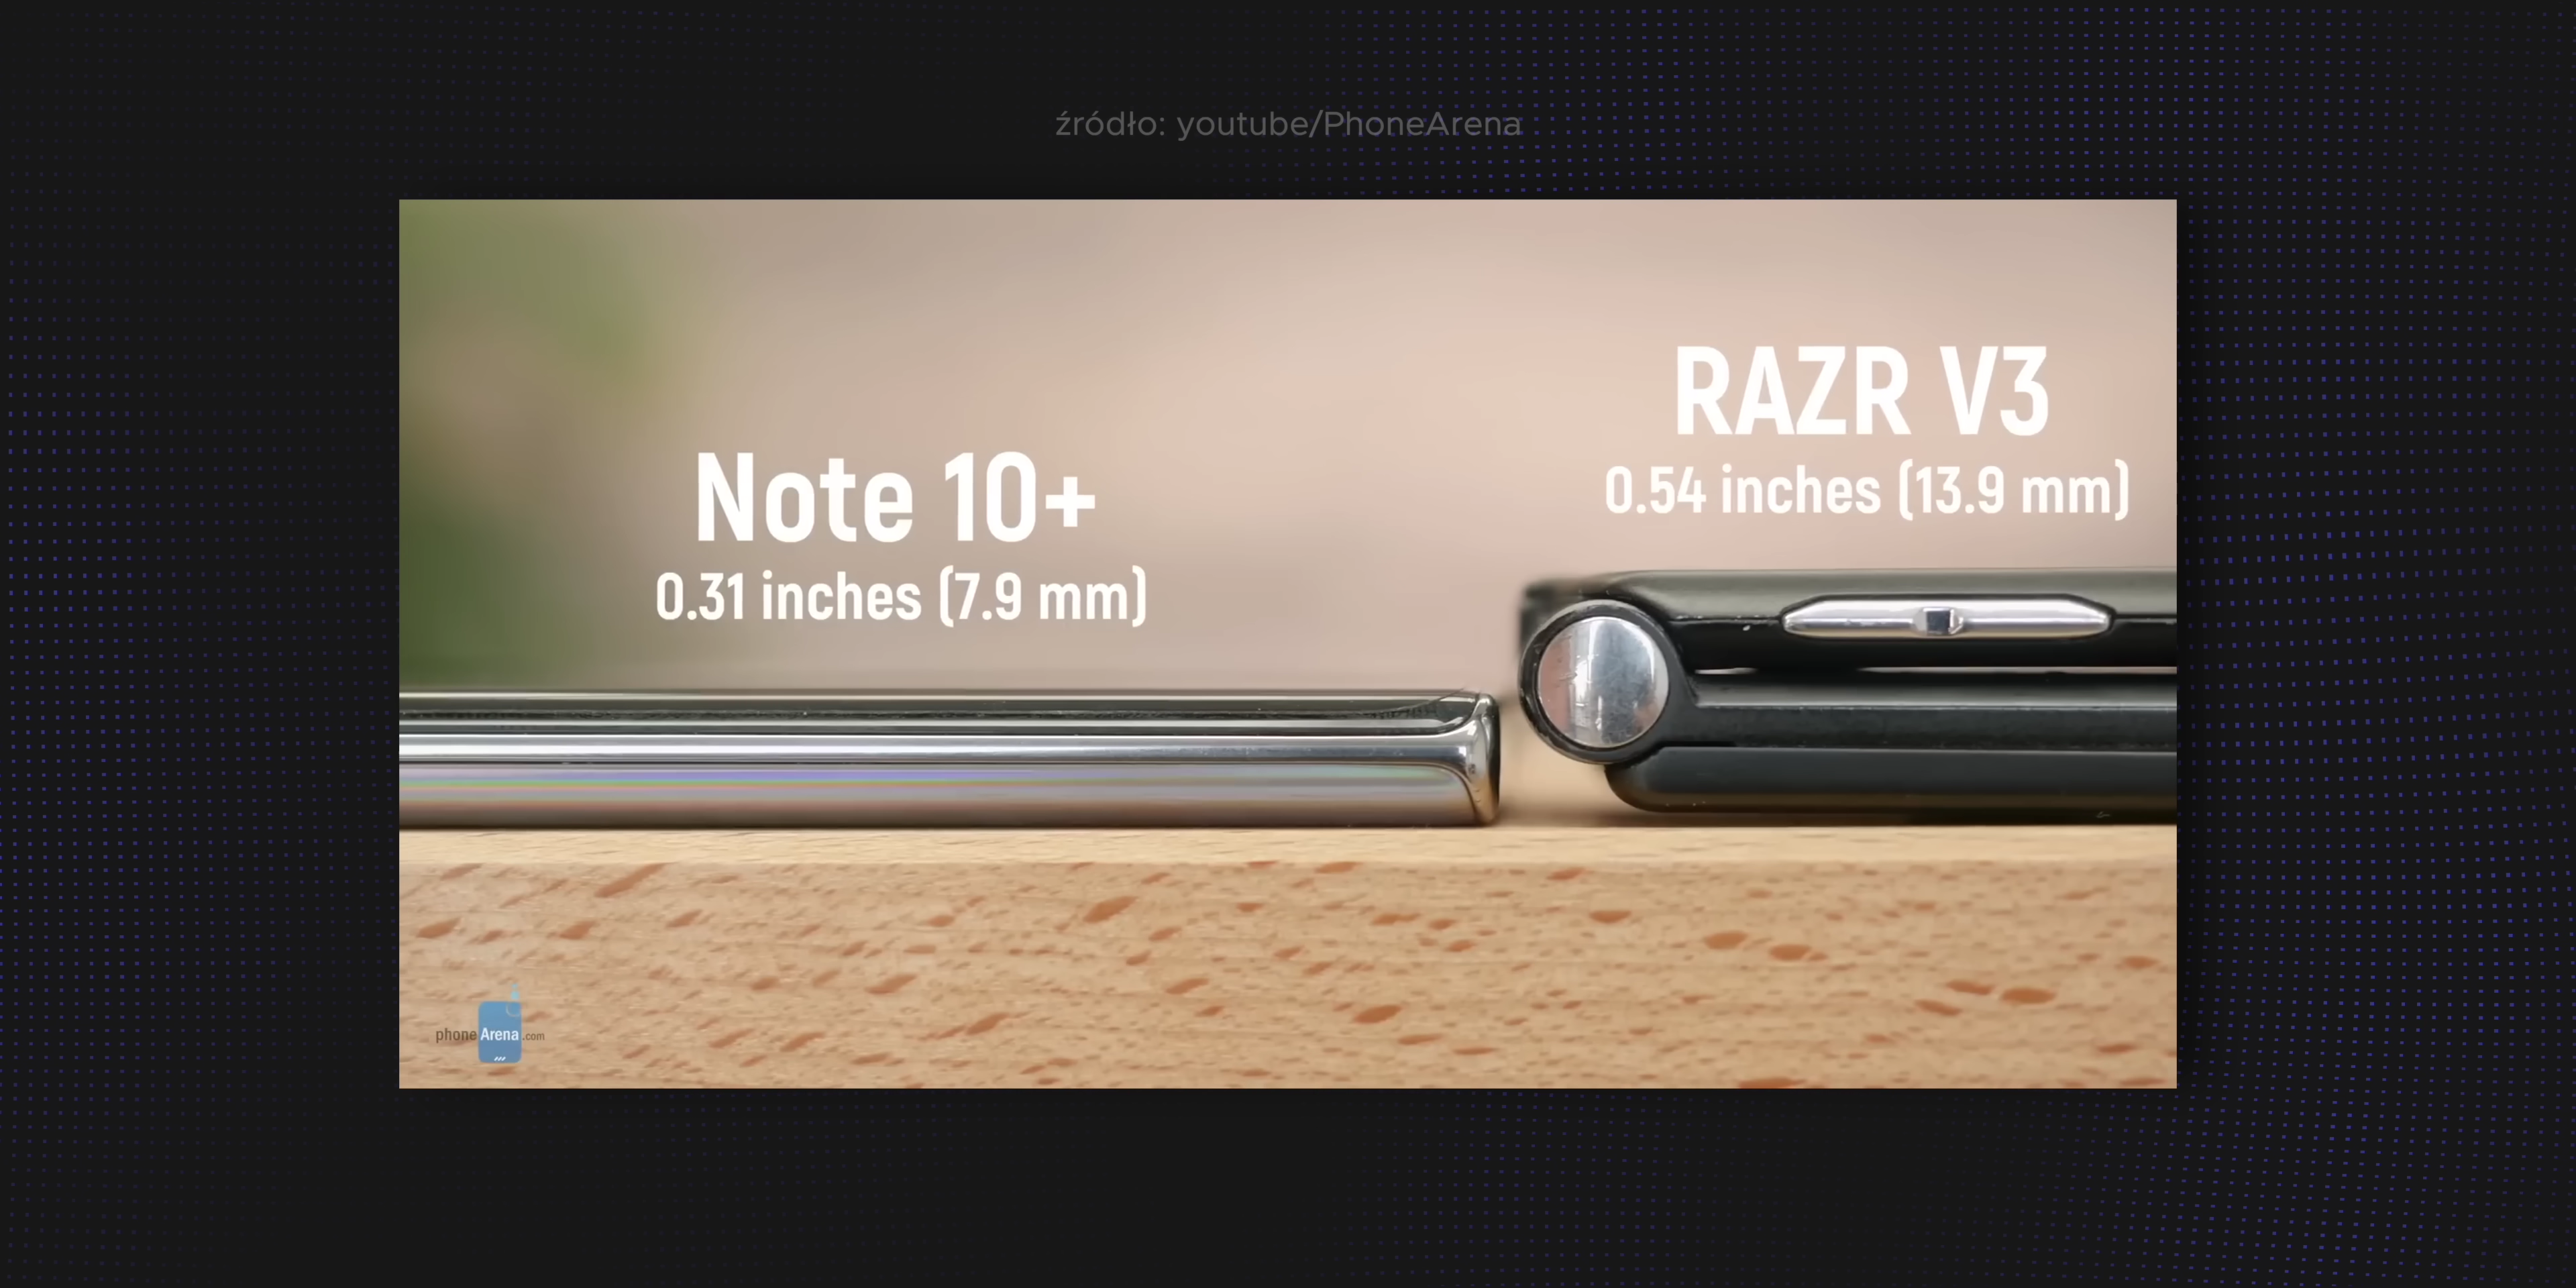 źródło: youtube/PhoneArena
RAZR V3
0.54 inches (13.9 mm)
Note 10+
0.31 inches (7.9 mm)
phoneArena.com